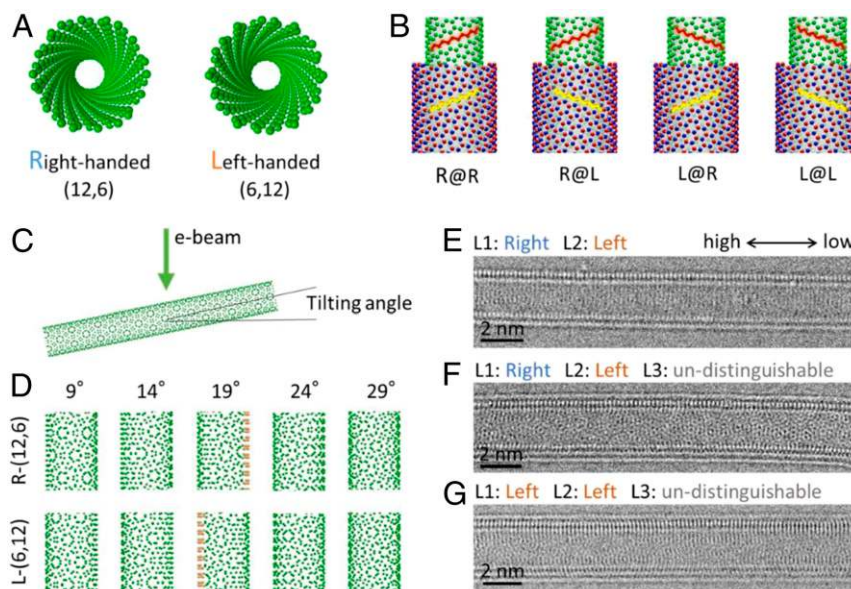 A
Right-handed
(12,6)
Left-handed
(6,12)
B
R@R
R@L
L@R
L@L
C
e-beam
Tilting angle
D
9° 14° 19° 24° 29°
R-(12,6)
L-(6,12)
E L1: Right L2: Left high low
2 nm
F L1: Right L2: Left L3: un-distinguishable
2 nm
G L1: Left L2: Left L3: un-distinguishable
2 nm